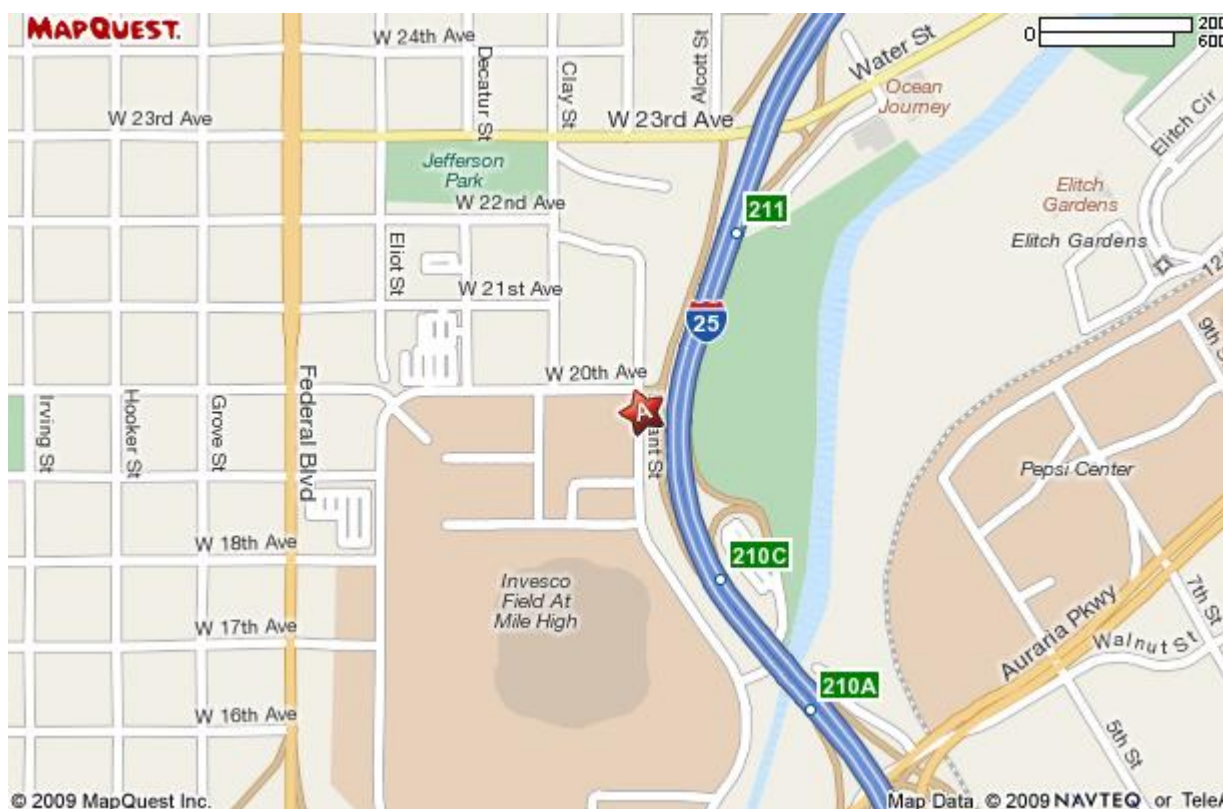 MAPQUEST.
W 24th Ave
Decatur St
Clay St
Alcott St
Water St
0
200
600
Ocean
Journey
W 23rd Ave
W 23rd Ave
Elitch Cir
Jefferson
Park
W 22nd Ave
211
Elitch
Gardens
Elitch Gardens
Eliot St
W 21st Ave
25
9th
W 20th Ave
A
Irving St
Hooker St
Grove St
Federal Blvd
St
Pepsi Center
W 18th Ave
210C
Invesco
Field At
Mile High
Auraria Pkwy
7th St
W 17th Ave
Walnut St
210A
W 16th Ave
5th St
© 2009 MapQuest Inc.
Map Data © 2009 NAVTEQ or TeleA